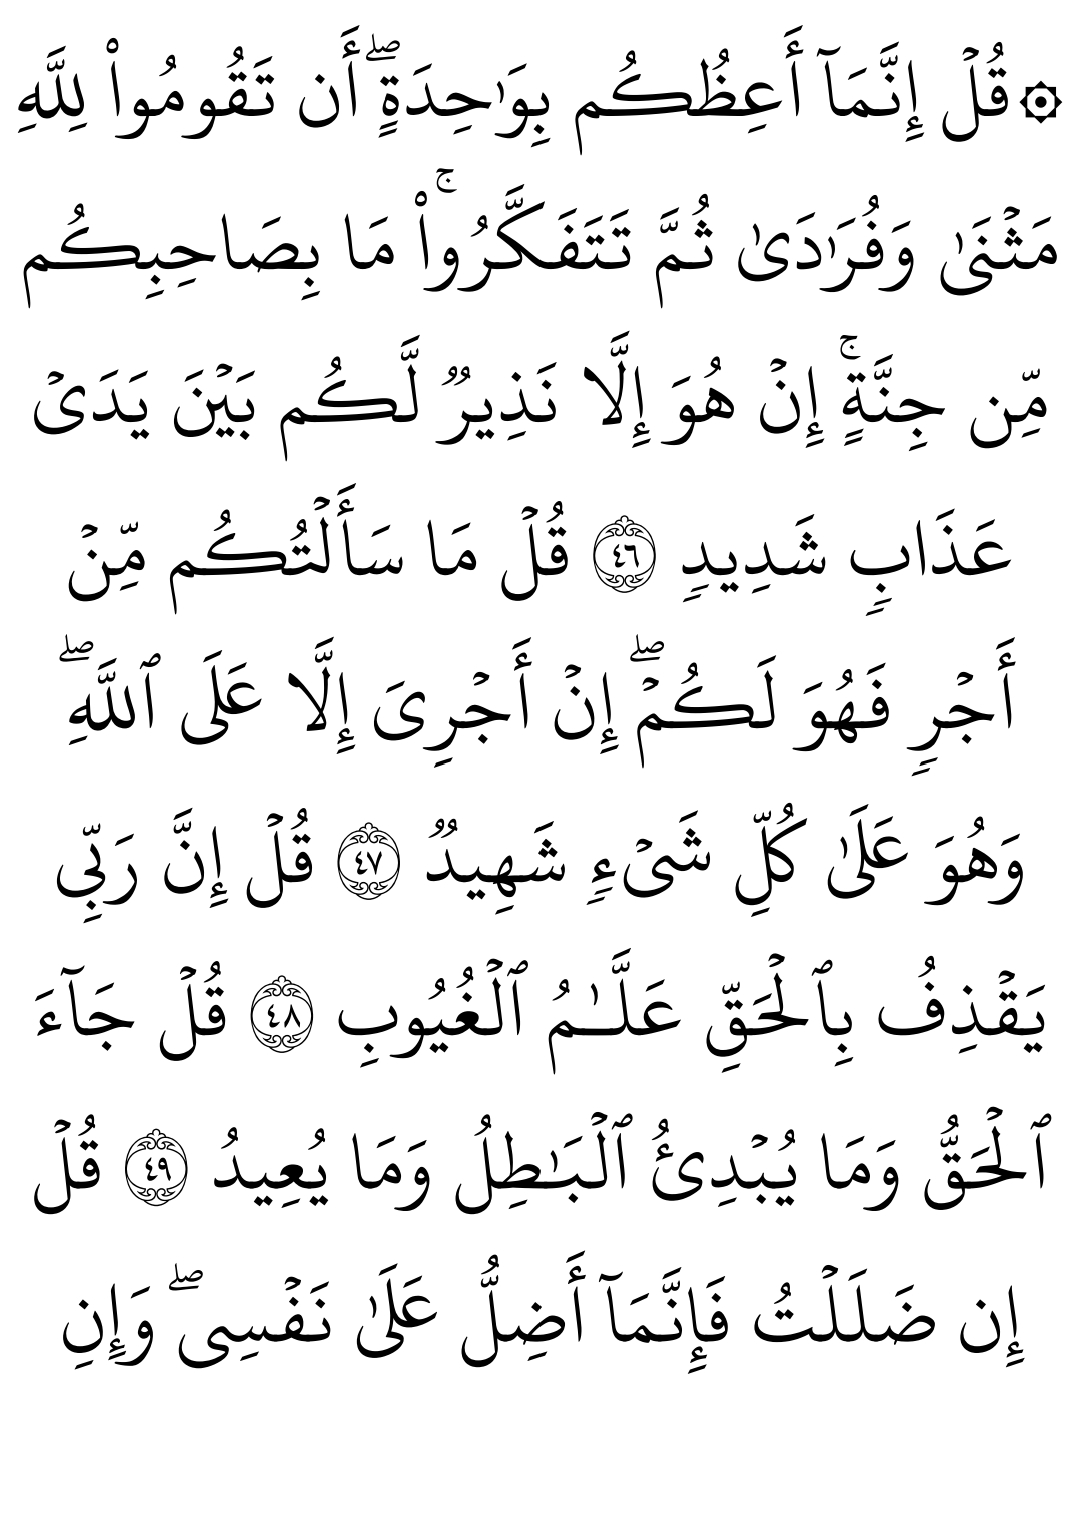 ۞ قُلۡ إِنَّمَآ أَعِظُكُم بِوَٰحِدَةٍۖ أَن تَقُومُواْ لِلَّهِ
مَثۡنَىٰ وَفُرَٰدَىٰ ثُمَّ تَتَفَكَّرُواْۚ مَا بِصَاحِبِكُم
مِّن جِنَّةٍۚ إِنۡ هُوَ إِلَّا نَذِيرٞ لَّكُم بَيۡنَ يَدَيۡ
عَذَابٖ شَدِيدٖ ٤٦ قُلۡ مَا سَأَلۡتُكُم مِّنۡ
أَجۡرٖ فَهُوَ لَكُمۡۖ إِنۡ أَجۡرِيَ إِلَّا عَلَى ٱللَّهِۖ
وَهُوَ عَلَىٰ كُلِّ شَيۡءٖ شَهِيدٞ ٤٧ قُلۡ إِنَّ رَبِّي
يَقۡذِفُ بِٱلۡحَقِّ عَلَّٰمُ ٱلۡغُيُوبِ ٤٨ قُلۡ جَآءَ
ٱلۡحَقُّ وَمَا يُبۡدِئُ ٱلۡبَٰطِلُ وَمَا يُعِيدُ ٤٩ قُلۡ
إِن ضَلَلۡتُ فَإِنَّمَآ أَضِلُّ عَلَىٰ نَفۡسِيۖ وَإِنِ